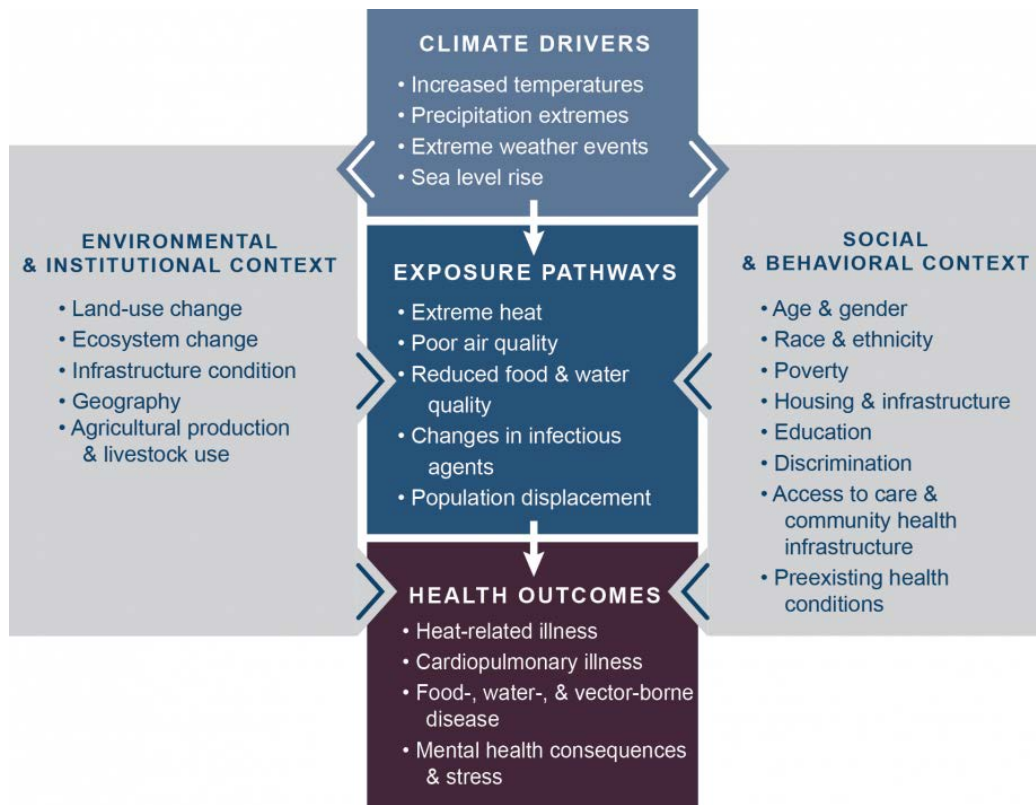 CLIMATE DRIVERS
• Increased temperatures
• Precipitation extremes
• Extreme weather events
• Sea level rise
ENVIRONMENTAL
& INSTITUTIONAL CONTEXT
• Land-use change
• Ecosystem change
• Infrastructure condition
• Geography
• Agricultural production
& livestock use
EXPOSURE PATHWAYS
• Extreme heat
• Poor air quality
• Reduced food & water
quality
• Changes in infectious
agents
• Population displacement
SOCIAL
& BEHAVIORAL CONTEXT
• Age & gender
• Race & ethnicity
• Poverty
• Housing & infrastructure
• Education
• Discrimination
• Access to care &
community health
infrastructure
• Preexisting health
conditions
HEALTH OUTCOMES
• Heat-related illness
• Cardiopulmonary illness
• Food-, water-, & vector-borne
disease
• Mental health consequences
& stress